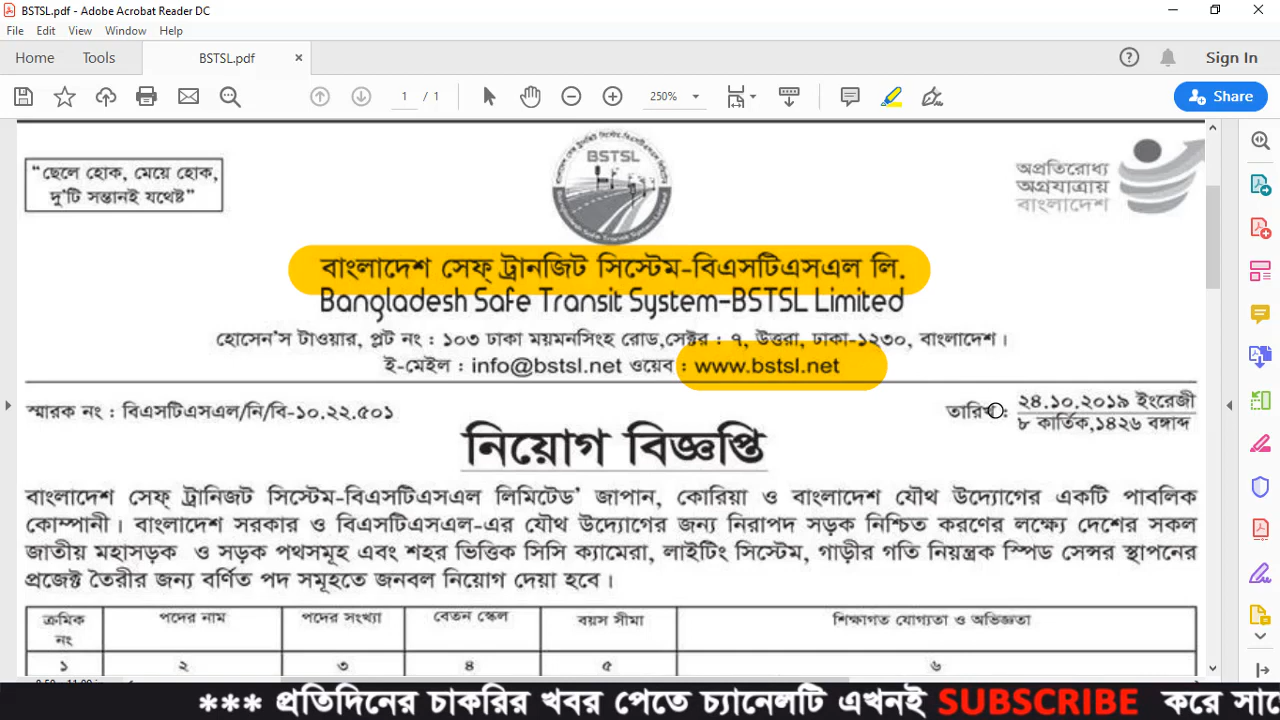 BSTSL.pdf - Adobe Acrobat Reader DC
File Edit View Window Help
Home Tools BSTSL.pdf × Sign In
1 / 1 250% Share
“ছেলে হোক, মেয়ে হোক,
দু'টি সন্তানই যথেষ্ট”
BSTSL
অপ্রতিরোধ্য
অগ্রযাত্রায়
বাংলাদেশ
বাংলাদেশ সেফ্ ট্রানজিট সিস্টেম-বিএসটিএসএল লি.
Bangladesh Safe Transit System-BSTSL Limited
হোসেন'স টাওয়ার, প্লট নং : ১০৩ ঢাকা ময়মনসিংহ রোড,সেক্টর : ৭, উত্তরা, ঢাকা-১২৩০, বাংলাদেশ।
ই-মেইল : info@bstsl.net ওয়েব : www.bstsl.net
স্মারক নং : বিএসটিএসএল/নি/বি-১০.২২.৫০১
তারিখ : ২৪.১০.২০১৯ ইংরেজী
৮ কার্তিক,১৪২৬ বঙ্গাব্দ
নিয়োগ বিজ্ঞপ্তি
বাংলাদেশ সেফ্ ট্রানিজট সিস্টেম-বিএসটিএসএল লিমিটেড’ জাপান, কোরিয়া ও বাংলাদেশ যৌথ উদ্যোগের একটি পাবলিক
কোম্পানী। বাংলাদেশ সরকার ও বিএসটিএসএল-এর যৌথ উদ্যোগের জন্য নিরাপদ সড়ক নিশ্চিত করণের লক্ষ্যে দেশের সকল
জাতীয় মহাসড়ক ও সড়ক পথসমূহ এবং শহর ভিত্তিক সিসি ক্যামেরা, লাইটিং সিস্টেম, গাড়ীর গতি নিয়ন্ত্রক স্পিড সেন্সর স্থাপনের
প্রজেক্ট তৈরীর জন্য বর্ণিত পদ সমূহতে জনবল নিয়োগ দেয়া হবে।
ক্রমিক নং পদের নাম পদের সংখ্যা বেতন স্কেল বয়স সীমা শিক্ষাগত যোগ্যতা ও অভিজ্ঞতা
১ ২ ৩ ৪ ৫ ৬
*** প্রতিদিনের চাকরির খবর পেতে চ্যানেলটি এখনই SUBSCRIBE করে